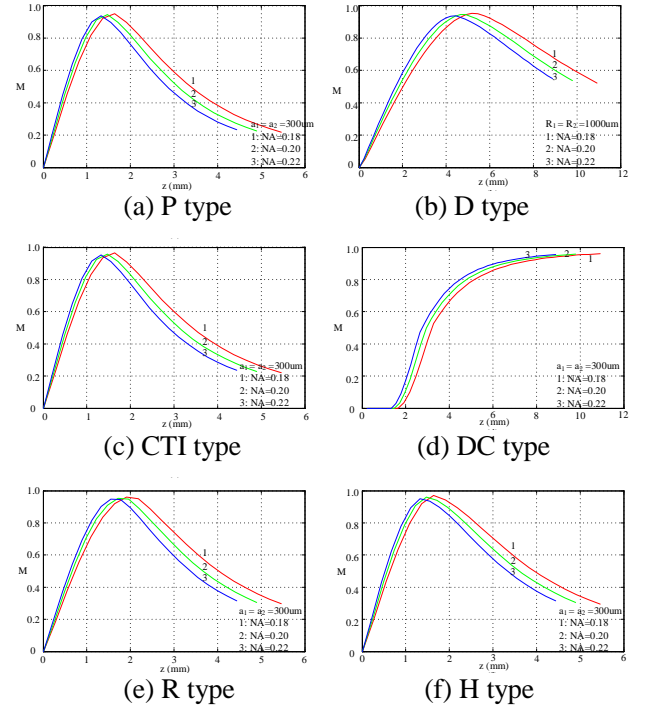 1.0
0.8
M
0.6
0.4
0.2
0
1
2
3
a₁= a₂ =300um
1: NA=0.18
2: NA=0.20
3: NA=0.22
0 1 2 3 4 5 6
z (mm)
(a) P type
1.0
0.8
M
0.6
0.4
0.2
0
1
2
3
R₁ = R₂ = 1000um
1: NA=0.18
2: NA=0.20
3: NA=0.22
0 2 4 6 8 10 12
z (mm)
(b) D type
1.0
0.8
M
0.6
0.4
0.2
0
1
2
3
a₁= a₂ =300um
1: NA=0.18
2: NA=0.20
3: NA=0.22
0 1 2 3 4 5 6
z (mm)
(c) CTI type
1.0
0.8
M
0.6
0.4
0.2
0
3 2 1
a₁= a₂ =300um
1: NA=0.18
2: NA=0.20
3: NA=0.22
0 2 4 6 8 10 12
z (mm)
(d) DC type
1.0
0.8
M
0.6
0.4
0.2
0
1
2
3
a₁ = a₂ =300um
1: NA=0.18
2: NA=0.20
3: NA=0.22
0 1 2 3 4 5 6
z (mm)
(e) R type
1.0
0.8
M
0.6
0.4
0.2
0
1
2
3
a₁ = a₂ =300um
1: NA=0.18
2: NA=0.20
3: NA=0.22
0 1 2 3 4 5 6
z (mm)
(f) H type